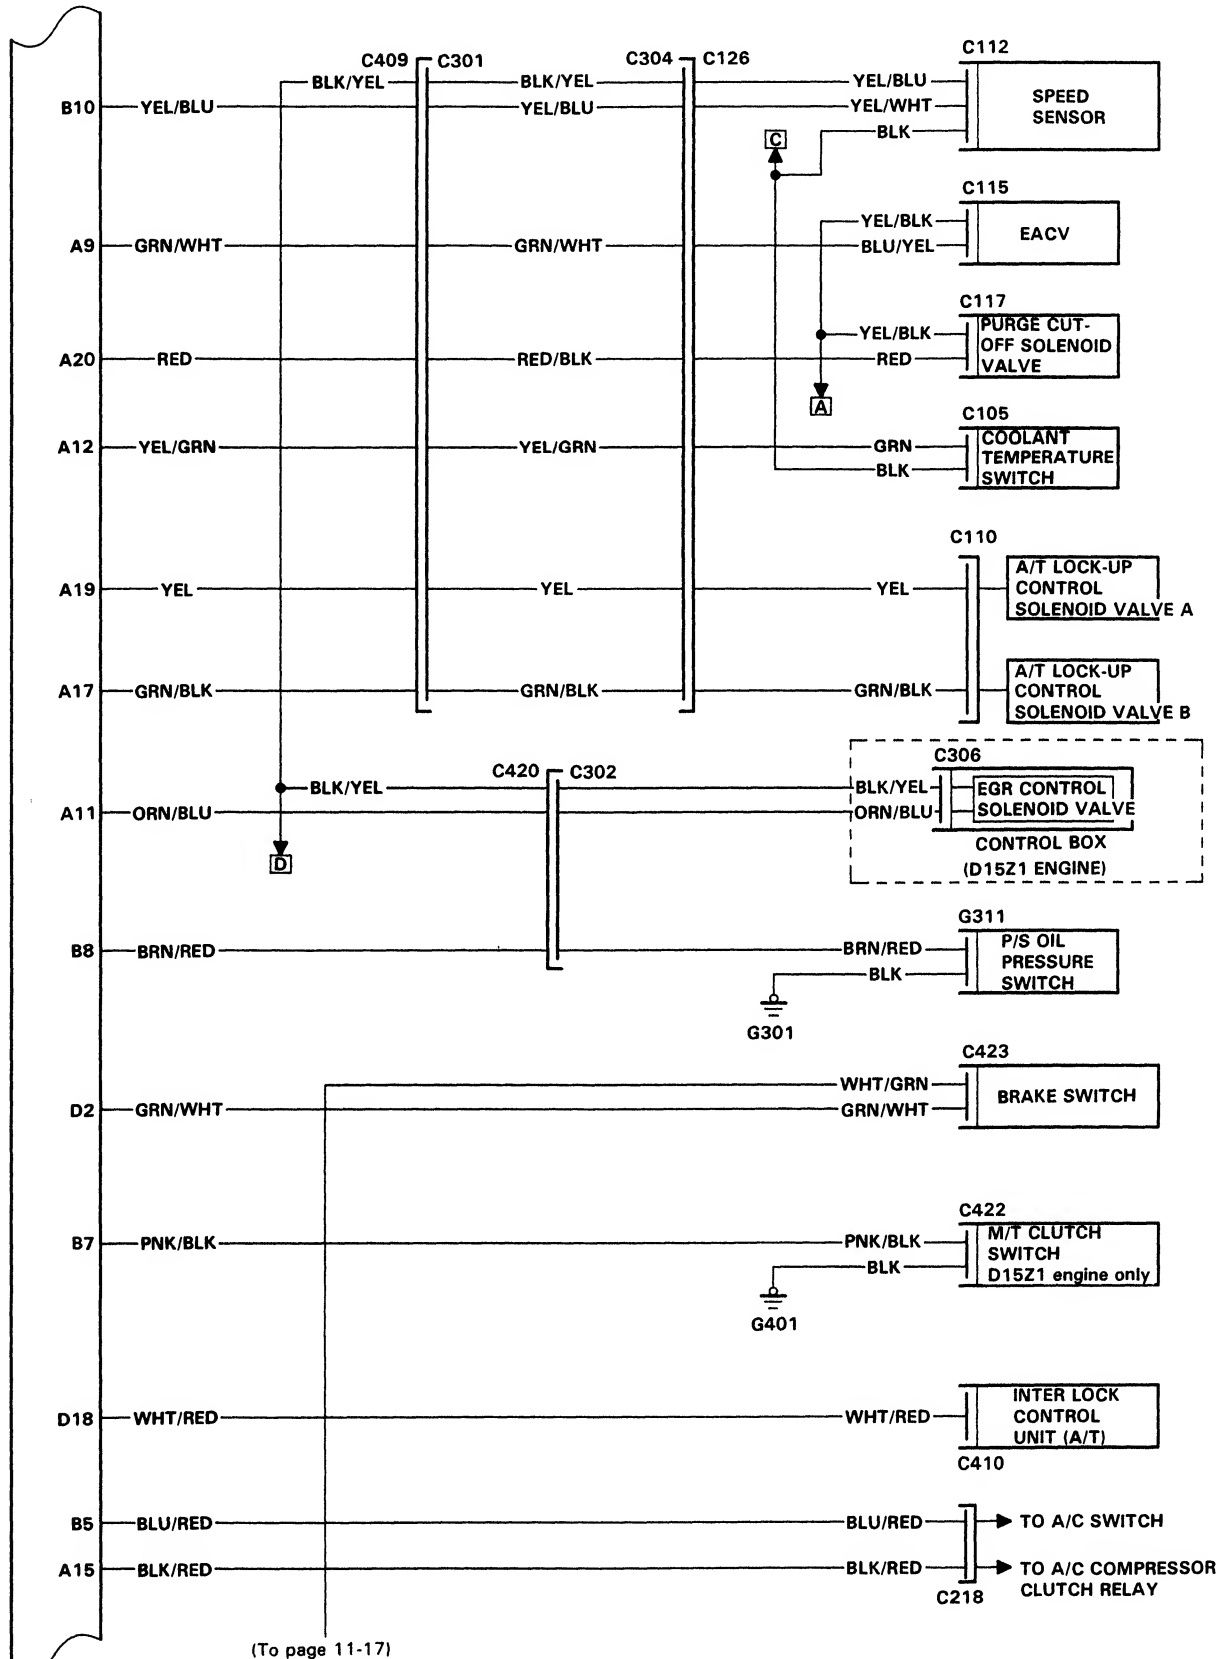 C112
C409 C301 C304 C126
BLK/YEL BLK/YEL YEL/BLU
B10 YEL/BLU YEL/BLU YEL/WHT
SPEED
SENSOR
BLK
C
C115
YEL/BLK
A9 GRN/WHT GRN/WHT BLU/YEL
EACV
C117
YEL/BLK
A20 RED RED/BLK RED
PURGE CUT-
OFF SOLENOID
VALVE
A
C105
A12 YEL/GRN YEL/GRN GRN
BLK
COOLANT
TEMPERATURE
SWITCH
C110
A19 YEL YEL YEL
A/T LOCK-UP
CONTROL
SOLENOID VALVE A
A17 GRN/BLK GRN/BLK GRN/BLK
A/T LOCK-UP
CONTROL
SOLENOID VALVE B
C306
C420 C302
BLK/YEL BLK/YEL
A11 ORN/BLU ORN/BLU
EGR CONTROL
SOLENOID VALVE
CONTROL BOX
(D15Z1 ENGINE)
D
G311
B8 BRN/RED BRN/RED
BLK
P/S OIL
PRESSURE
SWITCH
G301
C423
WHT/GRN
D2 GRN/WHT GRN/WHT
BRAKE SWITCH
C422
B7 PNK/BLK PNK/BLK
BLK
M/T CLUTCH
SWITCH
D15Z1 engine only
G401
D18 WHT/RED WHT/RED
INTER LOCK
CONTROL
UNIT (A/T)
C410
B5 BLU/RED BLU/RED TO A/C SWITCH
A15 BLK/RED BLK/RED TO A/C COMPRESSOR
CLUTCH RELAY
C218
(To page 11-17)